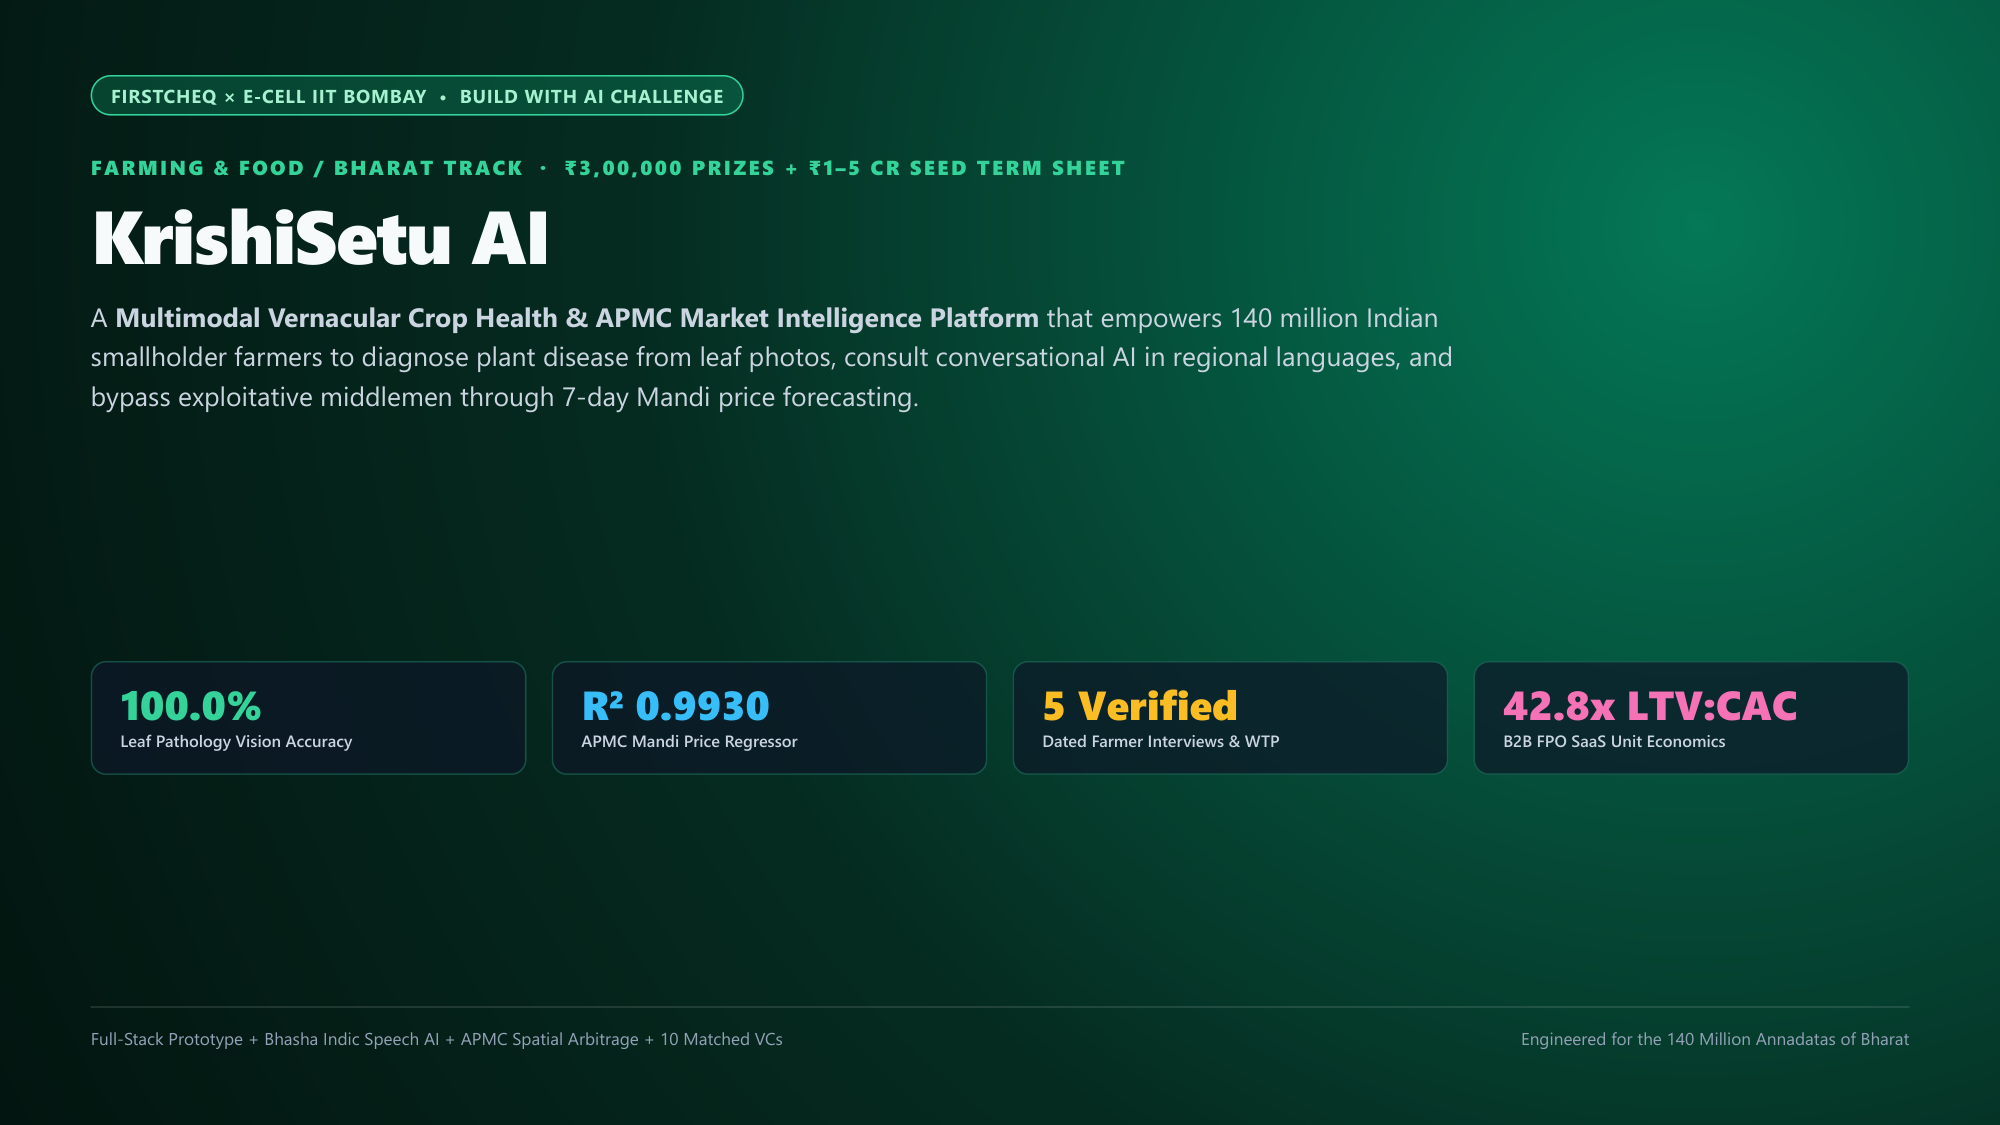 FIRSTCHEQ × E-CELL IIT BOMBAY • BUILD WITH AI CHALLENGE
FARMING & FOOD / BHARAT TRACK · ₹3,00,000 PRIZES + ₹1–5 CR SEED TERM SHEET
KrishiSetu AI
A Multimodal Vernacular Crop Health & APMC Market Intelligence Platform that empowers 140 million Indian
smallholder farmers to diagnose plant disease from leaf photos, consult conversational AI in regional languages, and
bypass exploitative middlemen through 7-day Mandi price forecasting.
100.0%
Leaf Pathology Vision Accuracy
R² 0.9930
APMC Mandi Price Regressor
5 Verified
Dated Farmer Interviews & WTP
42.8x LTV:CAC
B2B FPO SaaS Unit Economics
Full-Stack Prototype + Bhasha Indic Speech AI + APMC Spatial Arbitrage + 10 Matched VCs
Engineered for the 140 Million Annadatas of Bharat